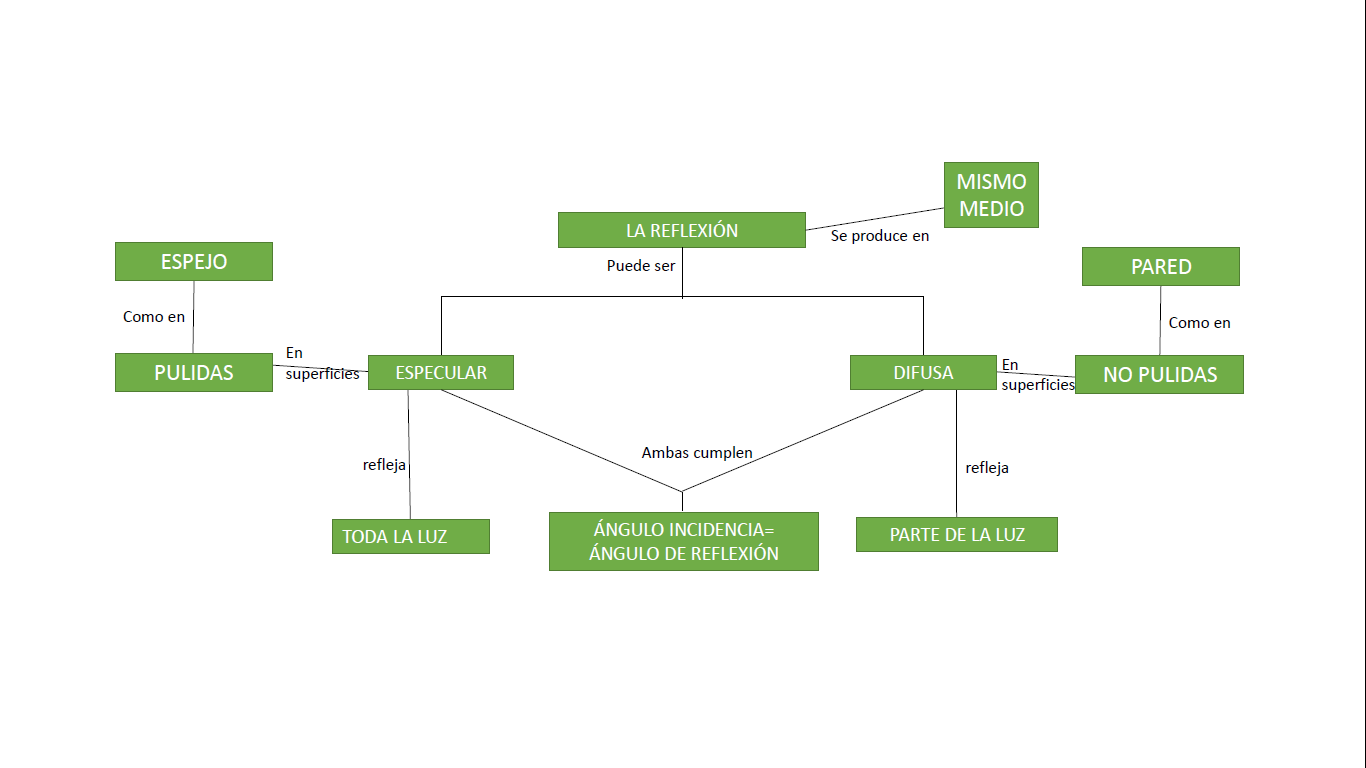 MISMO
MEDIO
LA REFLEXIÓN
Se produce en
Puede ser
ESPEJO
PARED
Como en
Como en
PULIDAS
En
superficies
ESPECULAR
DIFUSA
En
superficies
NO PULIDAS
refleja
Ambas cumplen
refleja
TODA LA LUZ
ÁNGULO INCIDENCIA=
ÁNGULO DE REFLEXIÓN
PARTE DE LA LUZ